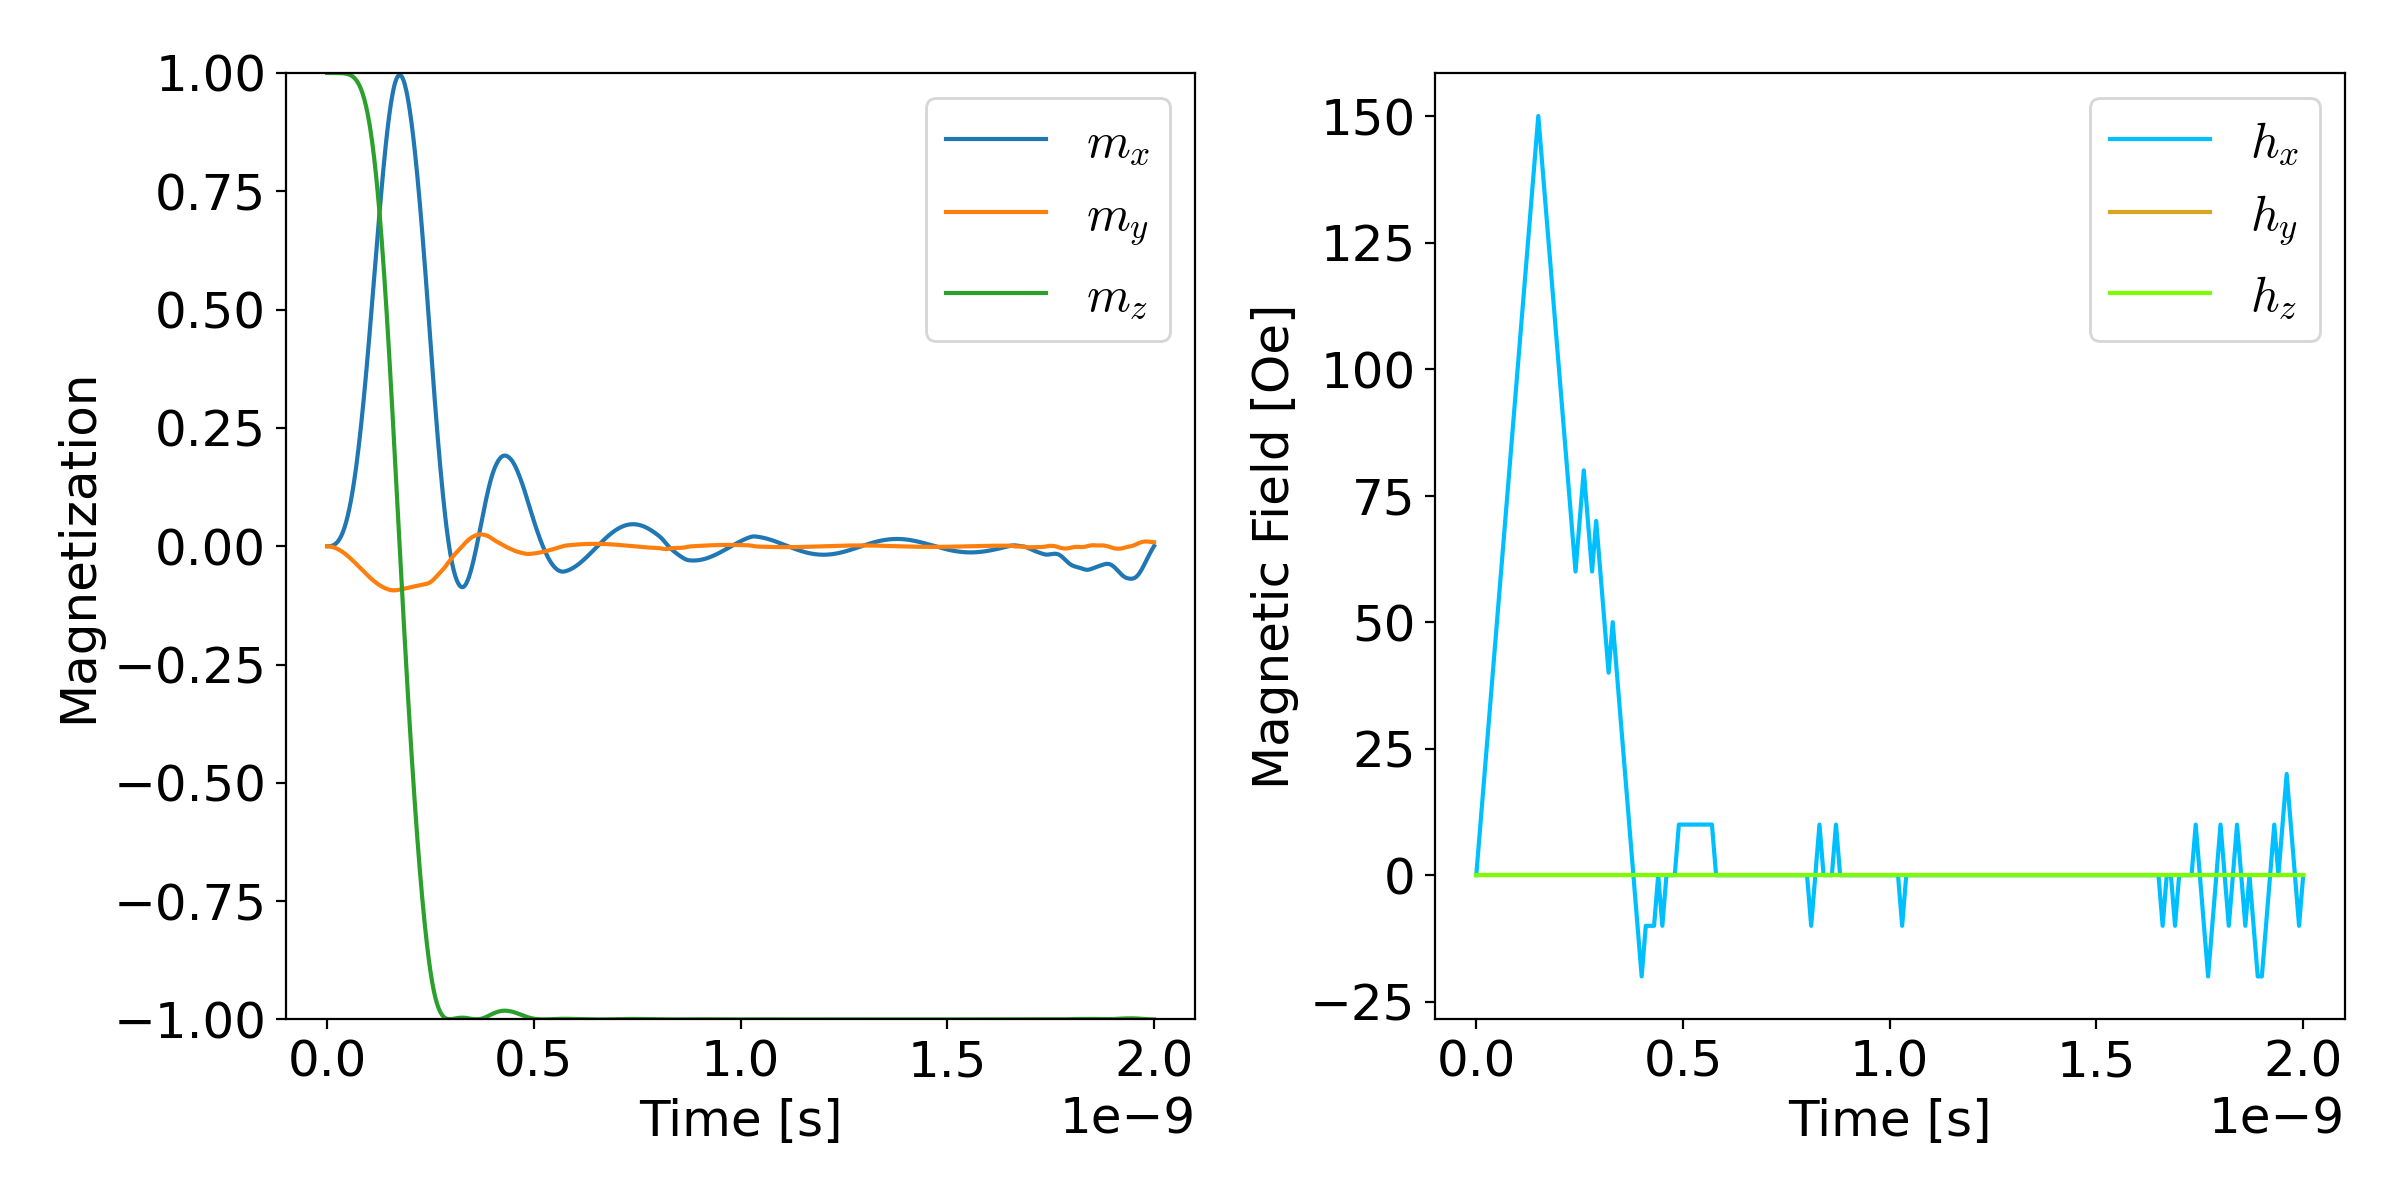 Magnetization
1.00
0.75
0.50
0.25
0.00
−0.25
−0.50
−0.75
−1.00
0.0 0.5 1.0 1.5 2.0
Time [s]
1e−9
m_x
m_y
m_z
Magnetic Field [Oe]
150
125
100
75
50
25
0
−25
0.0 0.5 1.0 1.5 2.0
Time [s]
1e−9
h_x
h_y
h_z